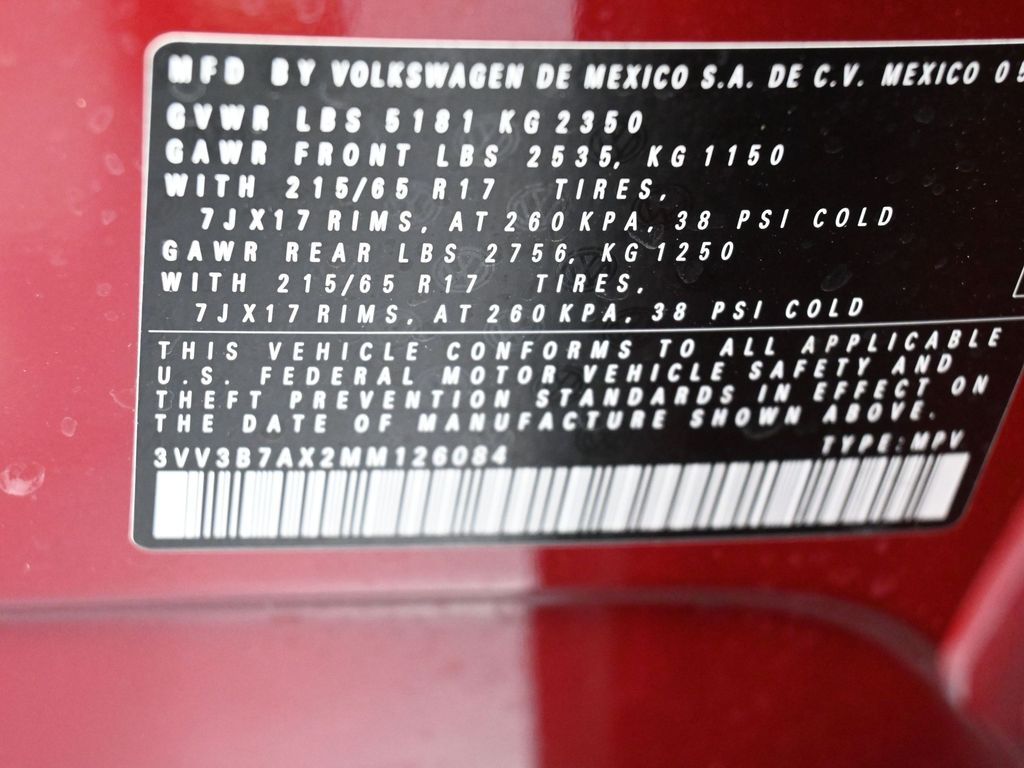 MFD BY VOLKSWAGEN DE MEXICO S.A. DE C.V. MEXICO 05
GVWR LBS 5181 KG 2350
GAWR FRONT LBS 2535, KG 1150
WITH 215/65 R17 TIRES,
7JX17 RIMS, AT 260 KPA, 38 PSI COLD
GAWR REAR LBS 2756, KG 1250
WITH 215/65 R17 TIRES,
7JX17 RIMS, AT 260 KPA, 38 PSI COLD
THIS VEHICLE CONFORMS TO ALL APPLICABLE
U.S. FEDERAL MOTOR VEHICLE SAFETY AND
THEFT PREVENTION STANDARDS IN EFFECT ON
THE DATE OF MANUFACTURE SHOWN ABOVE.
3VV3B7AX2MM126084 TYPE: MPV